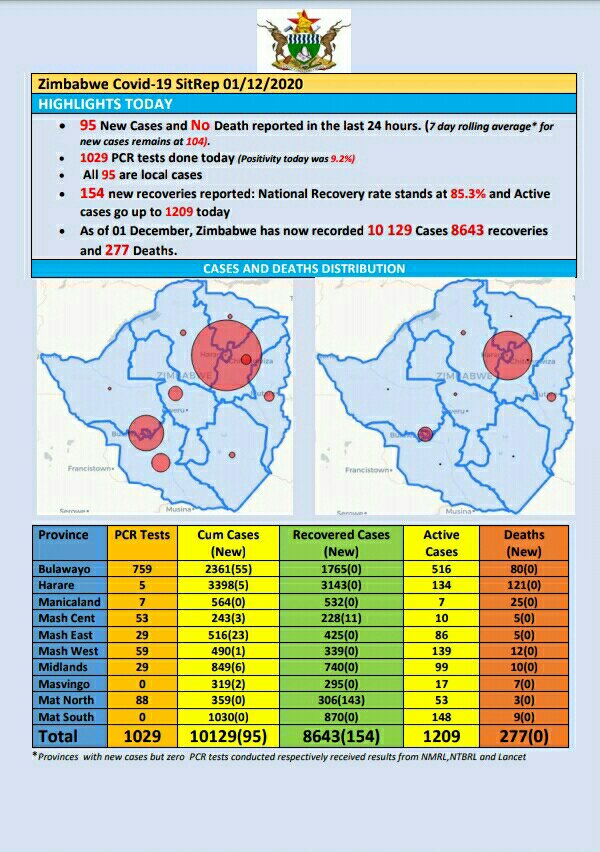 Zimbabwe Covid-19 SitRep 01/12/2020
HIGHLIGHTS TODAY
• 95 New Cases and No Death reported in the last 24 hours. (7 day rolling average* for
new cases remains at 104).
• 1029 PCR tests done today (Positivity today was 9.2%)
• All 95 are local cases
• 154 new recoveries reported: National Recovery rate stands at 85.3% and Active
cases go up to 1209 today
• As of 01 December, Zimbabwe has now recorded 10 129 Cases 8643 recoveries
and 277 Deaths.
CASES AND DEATHS DISTRIBUTION
ZIMBABWE
Francistown
Serowe
Musina
ZIMBABWE
Francistown
Serowe
Musina
Province PCR Tests Cum Cases (New) Recovered Cases (New) Active Cases Deaths (New)
Bulawayo 759 2361(55) 1765(0) 516 80(0)
Harare 5 3398(5) 3143(0) 134 121(0)
Manicaland 7 564(0) 532(0) 7 25(0)
Mash Cent 53 243(3) 228(11) 10 5(0)
Mash East 29 516(23) 425(0) 86 5(0)
Mash West 59 490(1) 339(0) 139 12(0)
Midlands 29 849(6) 740(0) 99 10(0)
Masvingo 0 319(2) 295(0) 17 7(0)
Mat North 88 359(0) 306(143) 53 3(0)
Mat South 0 1030(0) 870(0) 148 9(0)
Total 1029 10129(95) 8643(154) 1209 277(0)
*Provinces with new cases but zero PCR tests conducted respectively received results from NMRL,NTBRL and Lancet